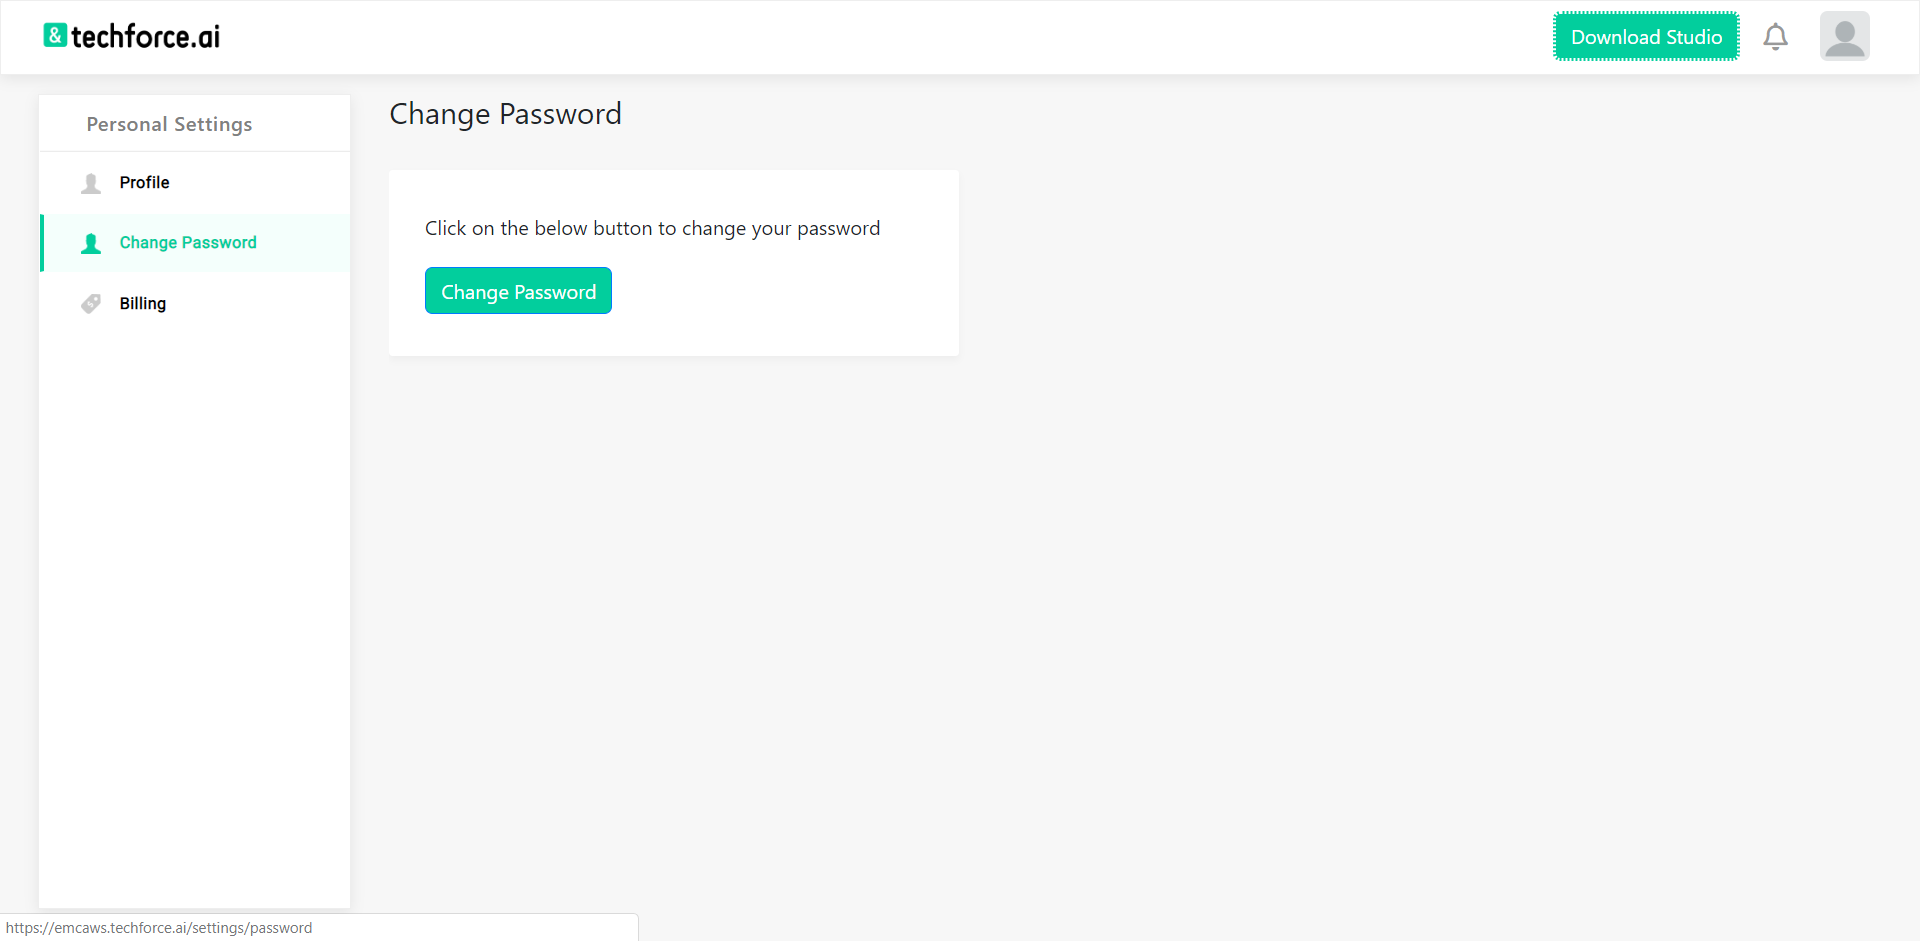 & techforce.ai
Download Studio
Personal Settings
Profile
Change Password
Billing
Change Password
Click on the below button to change your password
Change Password
https://emcaws.techforce.ai/settings/password